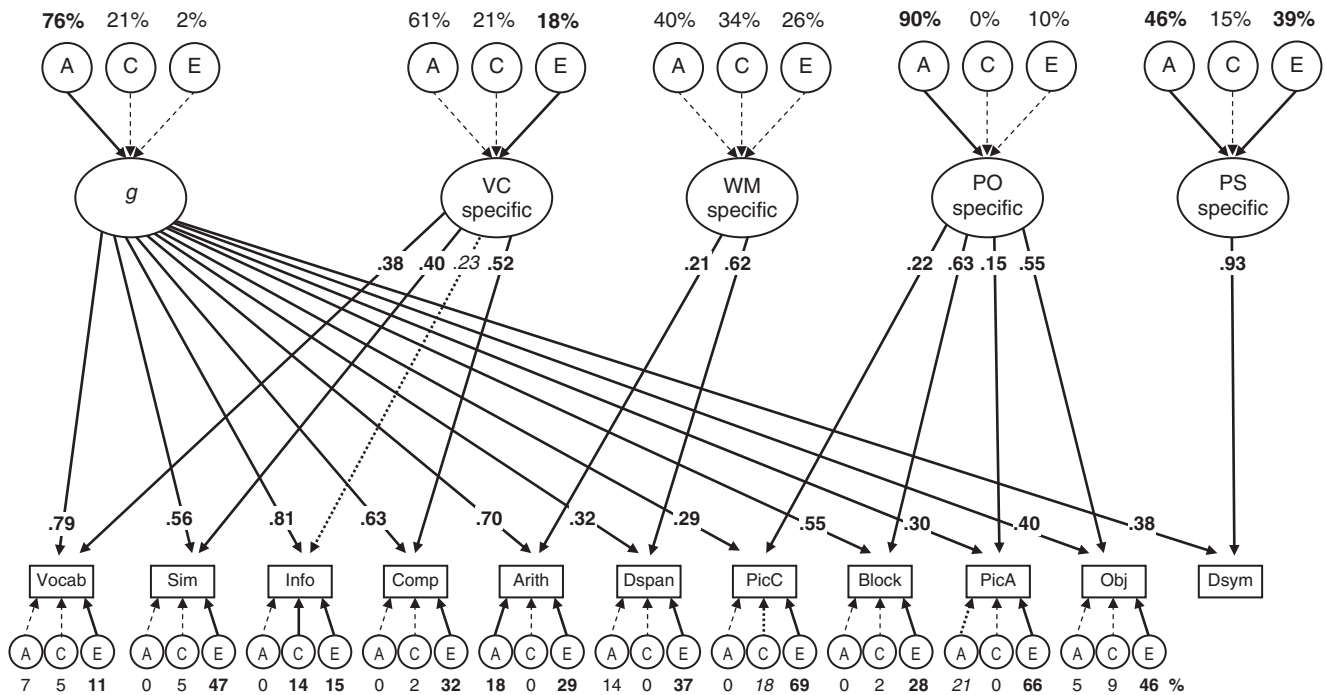 76% 21% 2% 61% 21% 18% 40% 34% 26% 90% 0% 10% 46% 15% 39%
A C E A C E A C E A C E A C E
g VC specific WM specific PO specific PS specific
.38 .40 .23 .52 .21 .62 .22 .63 .15 .55 .93
.79 .56 .81 .63 .70 .32 .29 .55 .30 .40 .38
Vocab Sim Info Comp Arith Dspan PicC Block PicA Obj Dsym
A C E A C E A C E A C E A C E A C E A C E A C E A C E A C E
7 5 11 0 5 47 0 14 15 0 2 32 18 0 29 14 0 37 0 18 69 0 2 28 21 0 66 5 9 46 %